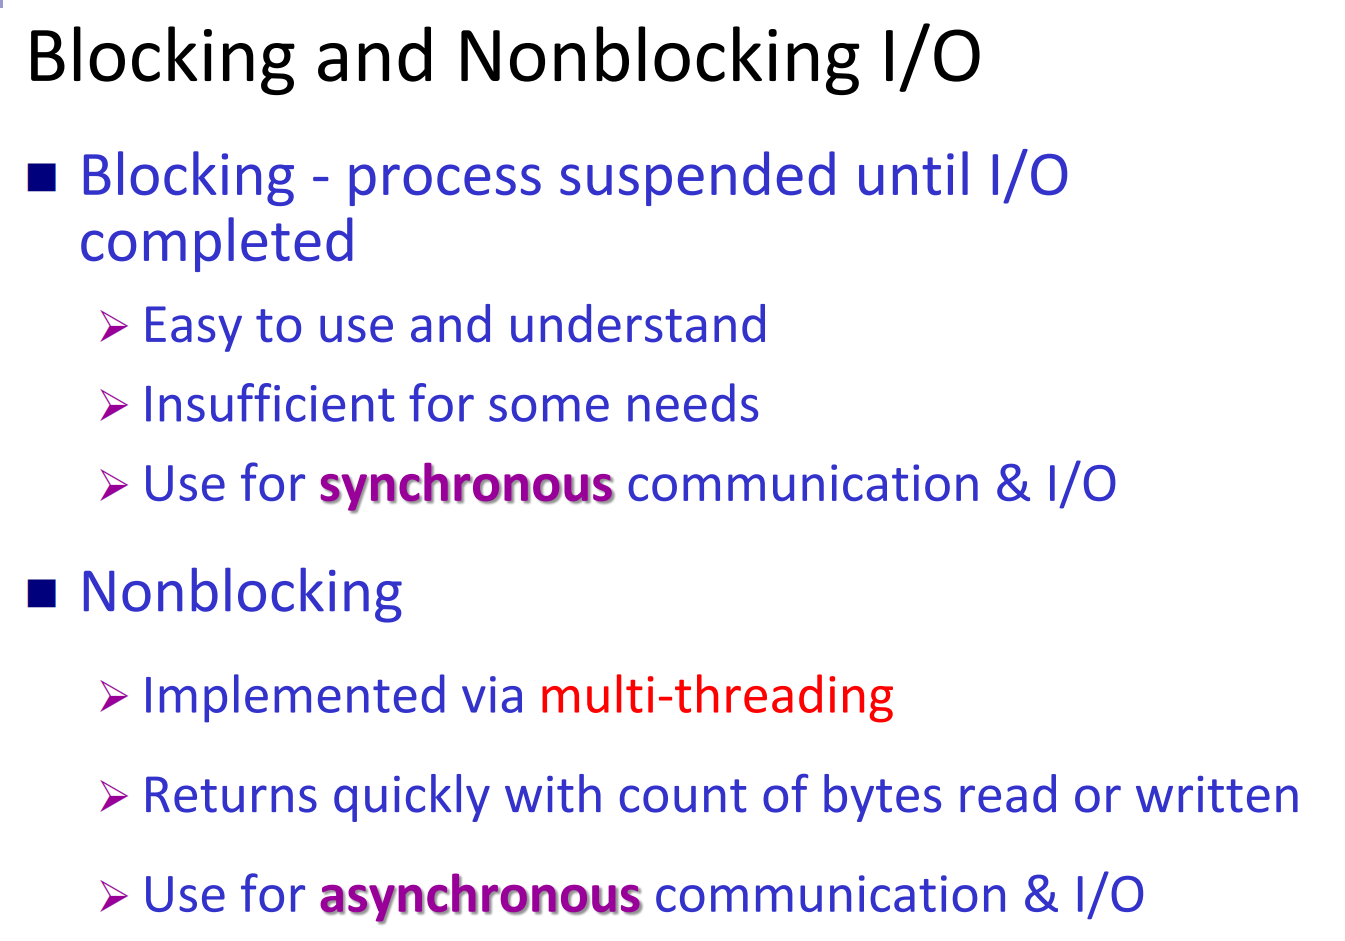 Blocking and Nonblocking I/O
Blocking - process suspended until I/O
completed
Easy to use and understand
Insufficient for some needs
Use for synchronous communication & I/O
Nonblocking
Implemented via multi-threading
Returns quickly with count of bytes read or written
Use for asynchronous communication & I/O